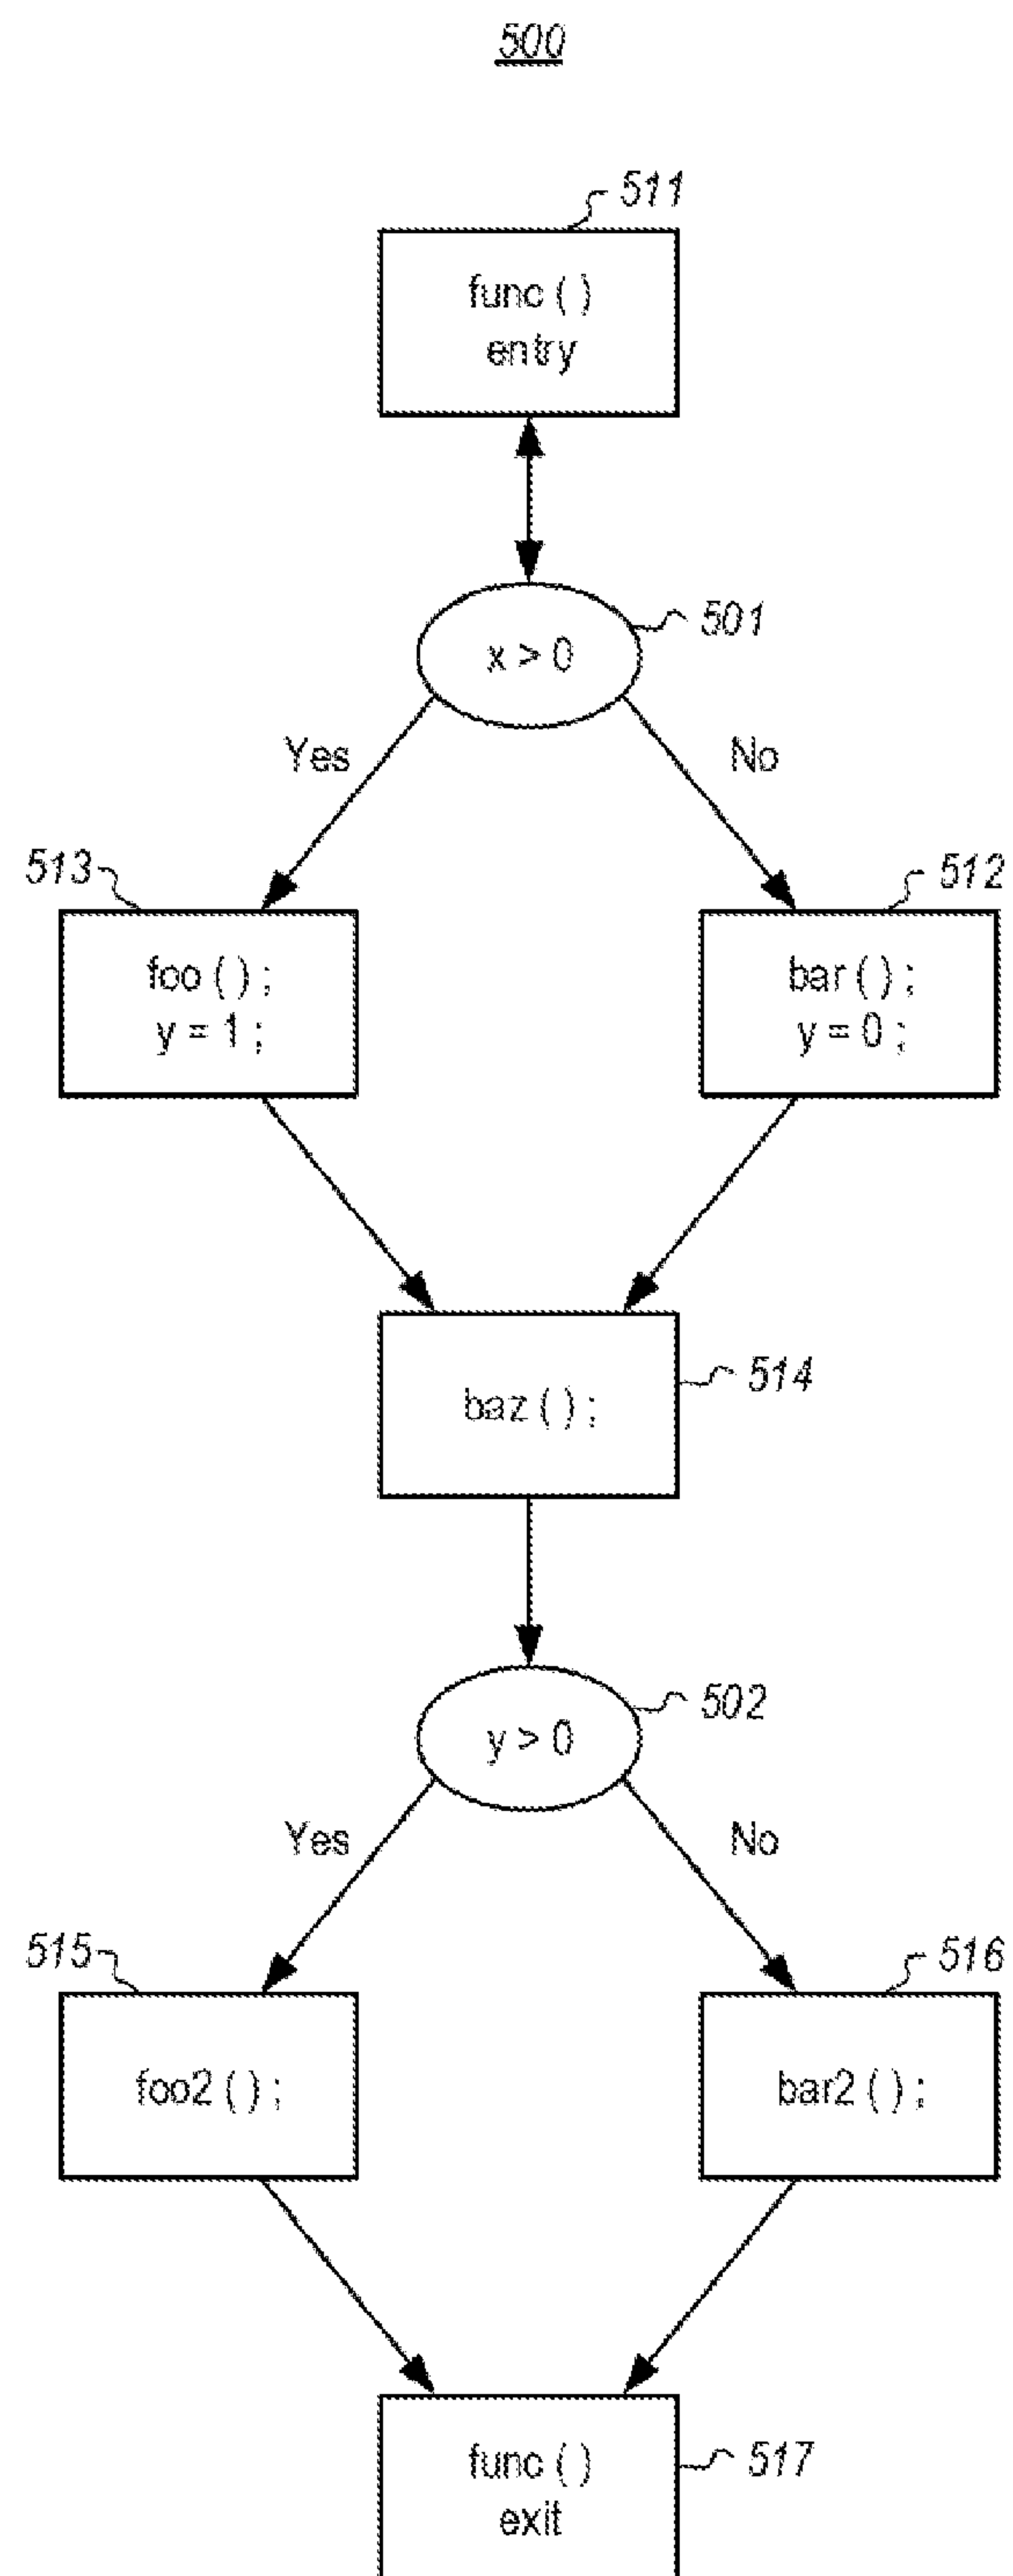 500
511
func ( )
entry
501
x > 0
Yes
No
513
512
foo ( ) ;
y = 1 ;
bar ( ) ;
y = 0 ;
514
baz ( ) ;
502
y > 0
Yes
No
515
516
foo2 ( ) ;
bar2 ( ) ;
517
func ( )
exit